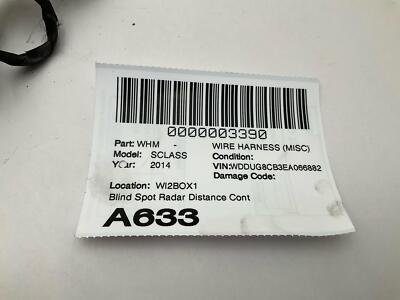 0000003390
Part: WHM - WIRE HARNESS (MISC)
Model: SCLASS Condition:
Year: 2014 VIN:WDDUG8CB3EA066882
Damage Code:
Location: WI2BOX1
Blind Spot Radar Distance Cont
A633